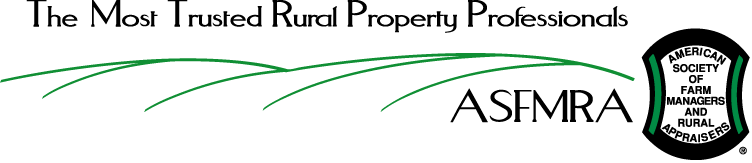 The Most Trusted Rural Property Professionals
ASFMRA
AMERICAN
SOCIETY
OF
FARM
MANAGERS
AND
RURAL
APPRAISERS
®